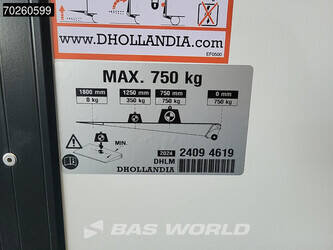 70260599
www.DHOLLANDIA.com
EF0500
MAX. 750 kg
1800 mm 1250 mm 750 mm 0 mm
0 kg 350 kg 750 kg 750 kg
MIN.
2024 2409 4619
DHLM
DHOLLANDIA
BAS WORLD